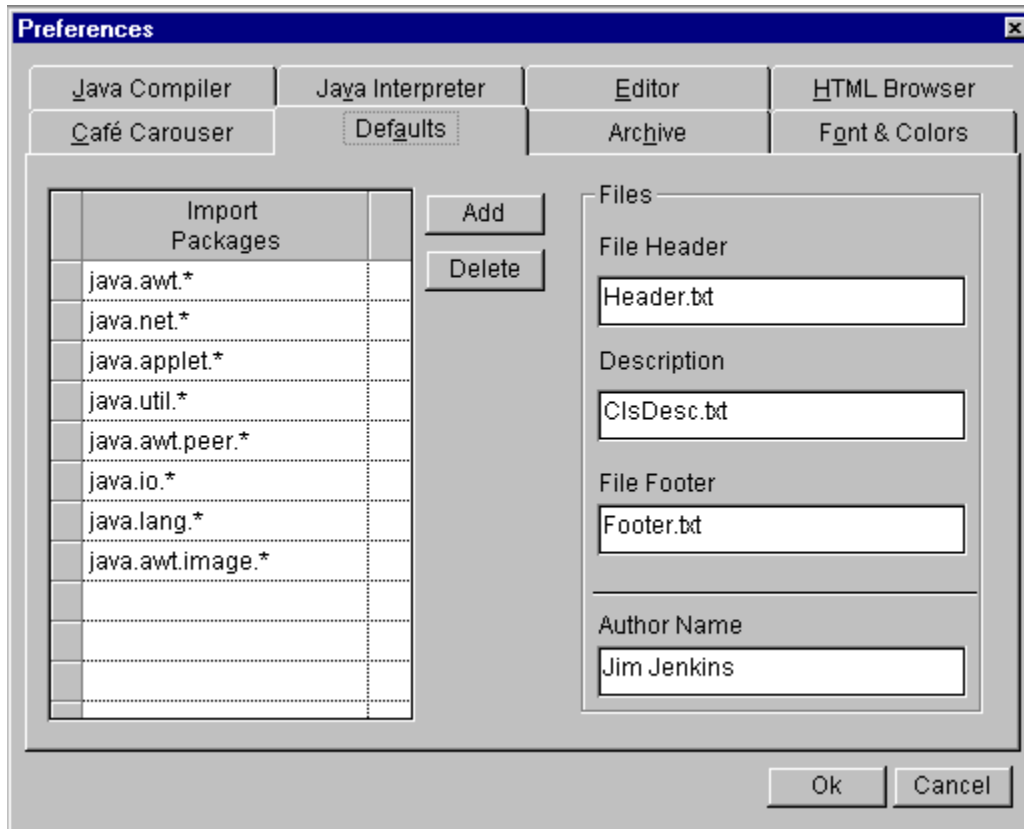 Preferences
Java Compiler
Java Interpreter
Editor
HTML Browser
Café Carouser
Defaults
Archive
Font & Colors
Import
Packages
java.awt.*
java.net.*
java.applet.*
java.util.*
java.awt.peer.*
java.io.*
java.lang.*
java.awt.image.*
Add
Delete
Files
File Header
Header.txt
Description
ClsDesc.txt
File Footer
Footer.txt
Author Name
Jim Jenkins
Ok
Cancel